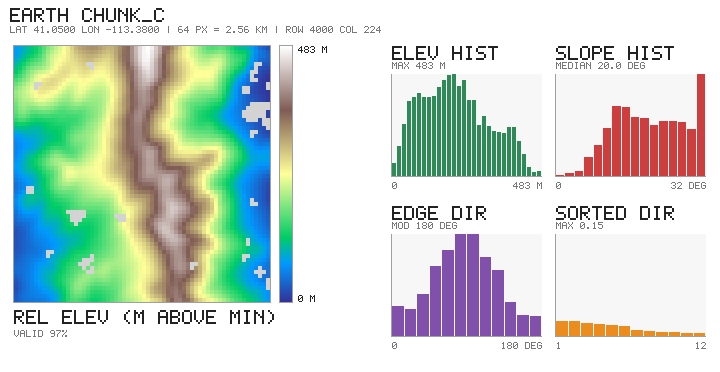 EARTH CHUNK_C
LAT 41.0500 LON -113.3800 | 64 PX = 2.56 KM | ROW 4000 COL 224
483 M
0 M
REL ELEV (M ABOVE MIN)
VALID 97%
ELEV HIST
MAX 483 M
0 483 M
SLOPE HIST
MEDIAN 20.0 DEG
0 32 DEG
EDGE DIR
MOD 180 DEG
0 180 DEG
SORTED DIR
MAX 0.15
1 12